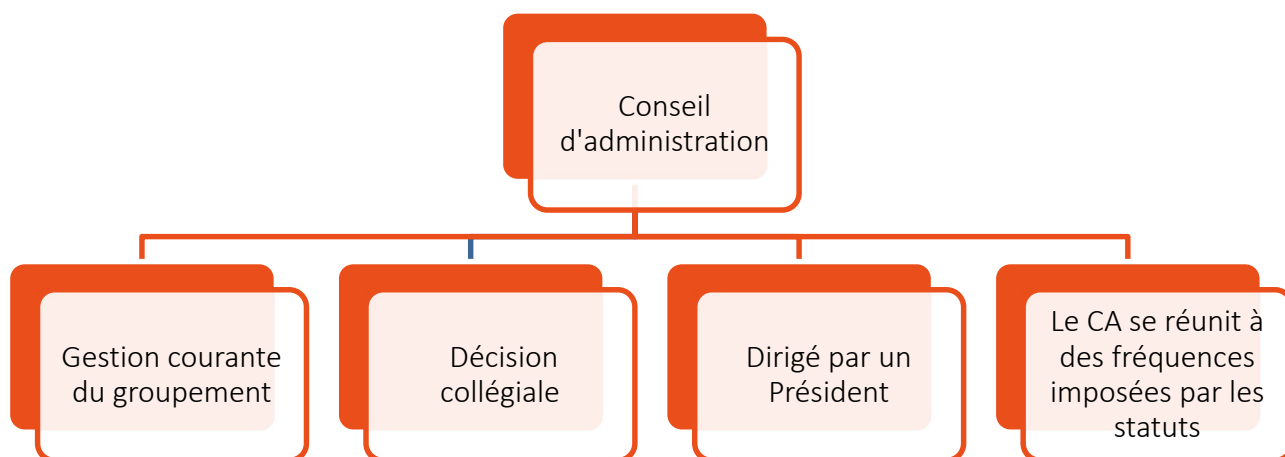 Conseil
d'administration
Gestion courante
du groupement
Décision
collégiale
Dirigé par un
Président
Le CA se réunit à
des fréquences
imposées par les
statuts